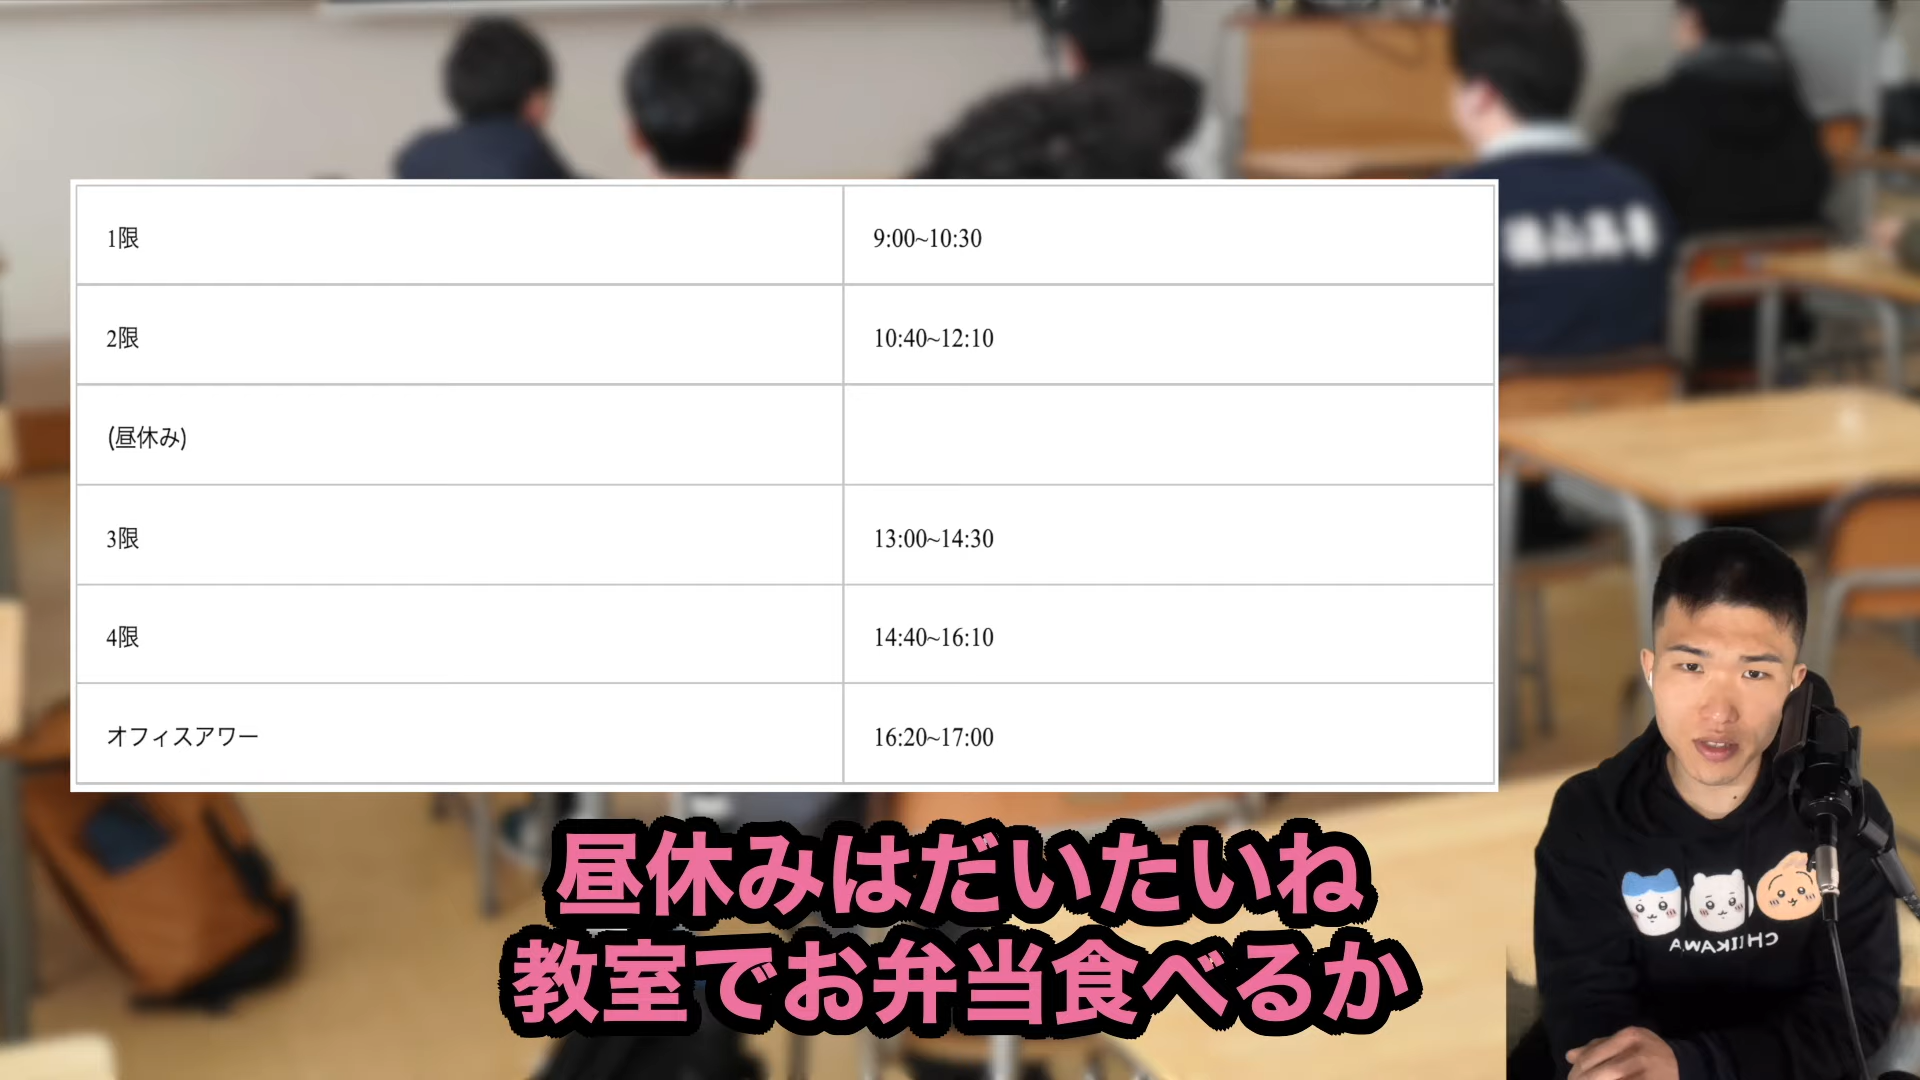 1限 9:00~10:30
2限 10:40~12:10
(昼休み)
3限 13:00~14:30
4限 14:40~16:10
オフィスアワー 16:20~17:00
昼休みはだいたいね
教室でお弁当食べるか
CHIIKAWA